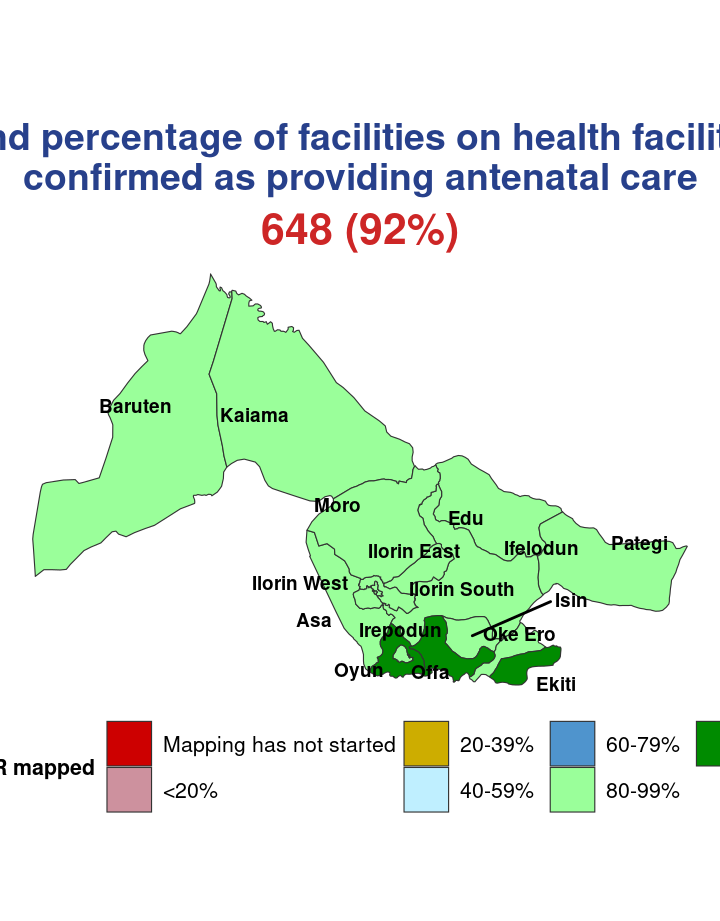 nd percentage of facilities on health facilit
confirmed as providing antenatal care
648 (92%)
Baruten
Kaiama
Moro
Edu
Ilorin East
Ifelodun
Pategi
Ilorin West
Ilorin South
Isin
Asa
Irepodun
Oke Ero
Oyun
Offa
Ekiti
R mapped
Mapping has not started
20-39%
60-79%
<20%
40-59%
80-99%